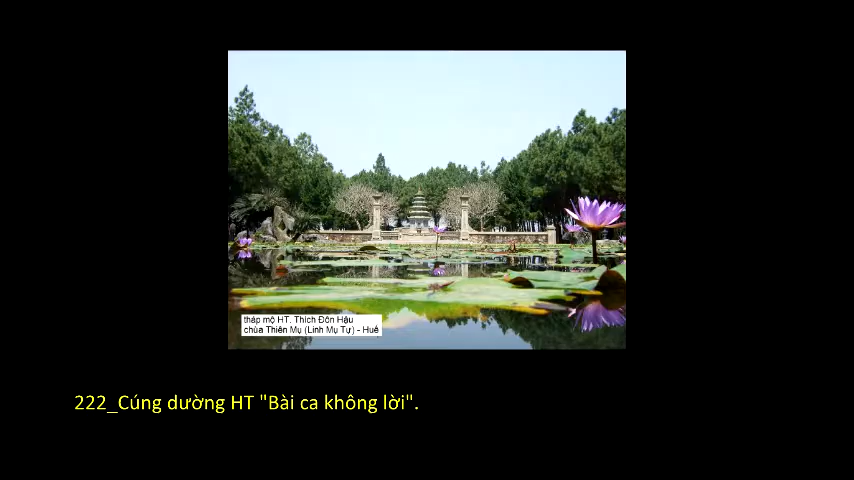 tháp mộ HT. Thích Đôn Hậu
chùa Thiên Mụ (Linh Mụ Tự) - Huế
222_Cúng dường HT "Bài ca không lời".